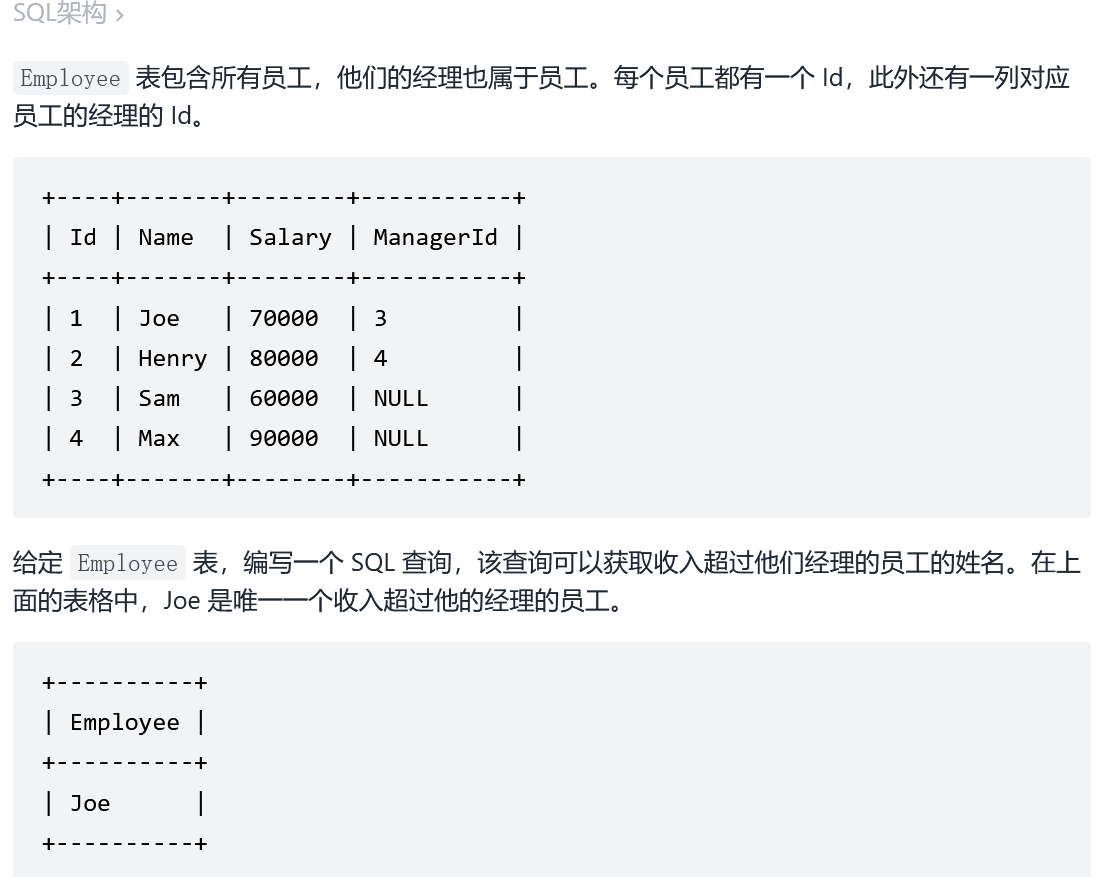 SQL架构 >
Employee 表包含所有员工，他们的经理也属于员工。每个员工都有一个 Id，此外还有一列对应
员工的经理的 Id。
+----+-------+--------+-----------+
| Id | Name  | Salary | ManagerId |
+----+-------+--------+-----------+
| 1  | Joe   | 70000  | 3         |
| 2  | Henry | 80000  | 4         |
| 3  | Sam   | 60000  | NULL      |
| 4  | Max   | 90000  | NULL      |
+----+-------+--------+-----------+
给定 Employee 表，编写一个 SQL 查询，该查询可以获取收入超过他们经理的员工的姓名。在上
面的表格中，Joe 是唯一一个收入超过他的经理的员工。
+----------+
| Employee |
+----------+
| Joe      |
+----------+